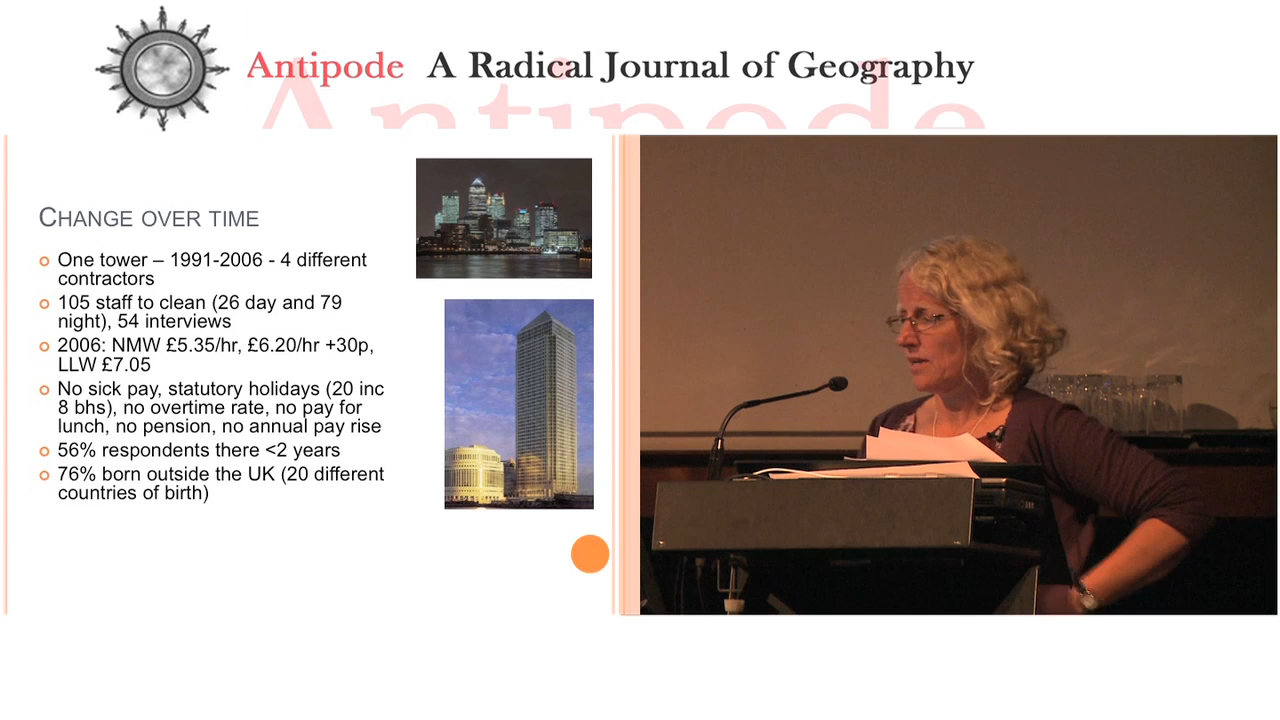 Antipode A Radical Journal of Geography
Antipode
CHANGE OVER TIME
One tower – 1991-2006 - 4 different
contractors
105 staff to clean (26 day and 79
night), 54 interviews
2006: NMW £5.35/hr, £6.20/hr +30p,
LLW £7.05
No sick pay, statutory holidays (20 inc
8 bhs), no overtime rate, no pay for
lunch, no pension, no annual pay rise
56% respondents there <2 years
76% born outside the UK (20 different
countries of birth)